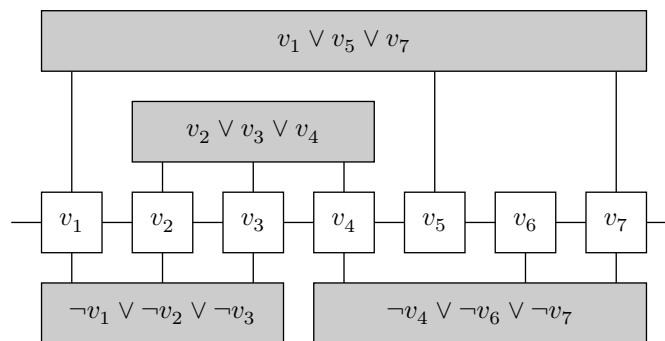 v₁ ∨ v₅ ∨ v₇
v₂ ∨ v₃ ∨ v₄
v₁ v₂ v₃ v₄ v₅ v₆ v₇
¬v₁ ∨ ¬v₂ ∨ ¬v₃ ¬v₄ ∨ ¬v₆ ∨ ¬v₇